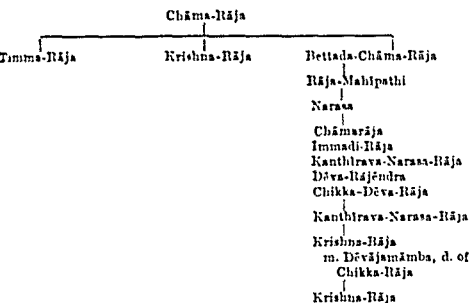 Chāma-Rāja
Timma-Rāja Krishna-Rāja Bettada-Chāma-Rāja
Rāja-Mahīpathi
Narasa
Chāmarāja
Immadi-Rāja
Kanthīrava-Narasa-Rāja
Dēva-Rājēndra
Chikka-Dēva-Rāja
Kanthīrava-Narasa-Rāja
Krishna-Rāja
m. Dēvājamāmba, d. of
Chikka-Rāja
Krishna-Rāja